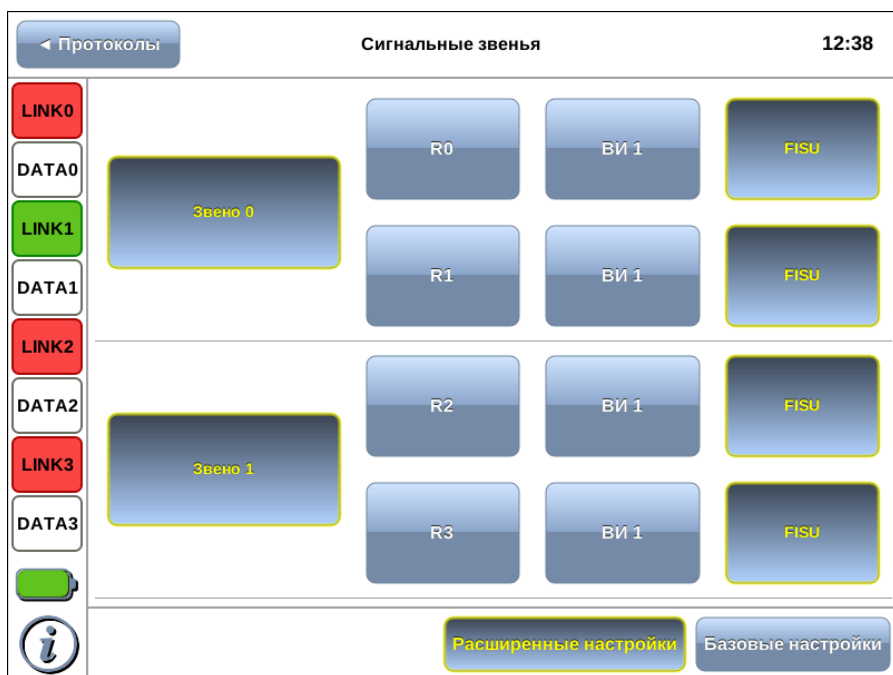 ◄ Протоколы
Сигнальные звенья
12:38
LINK0
DATA0
LINK1
DATA1
LINK2
DATA2
LINK3
DATA3
Звено 0
R0
ВИ 1
FISU
R1
ВИ 1
FISU
Звено 1
R2
ВИ 1
FISU
R3
ВИ 1
FISU
i
Расширенные настройки
Базовые настройки